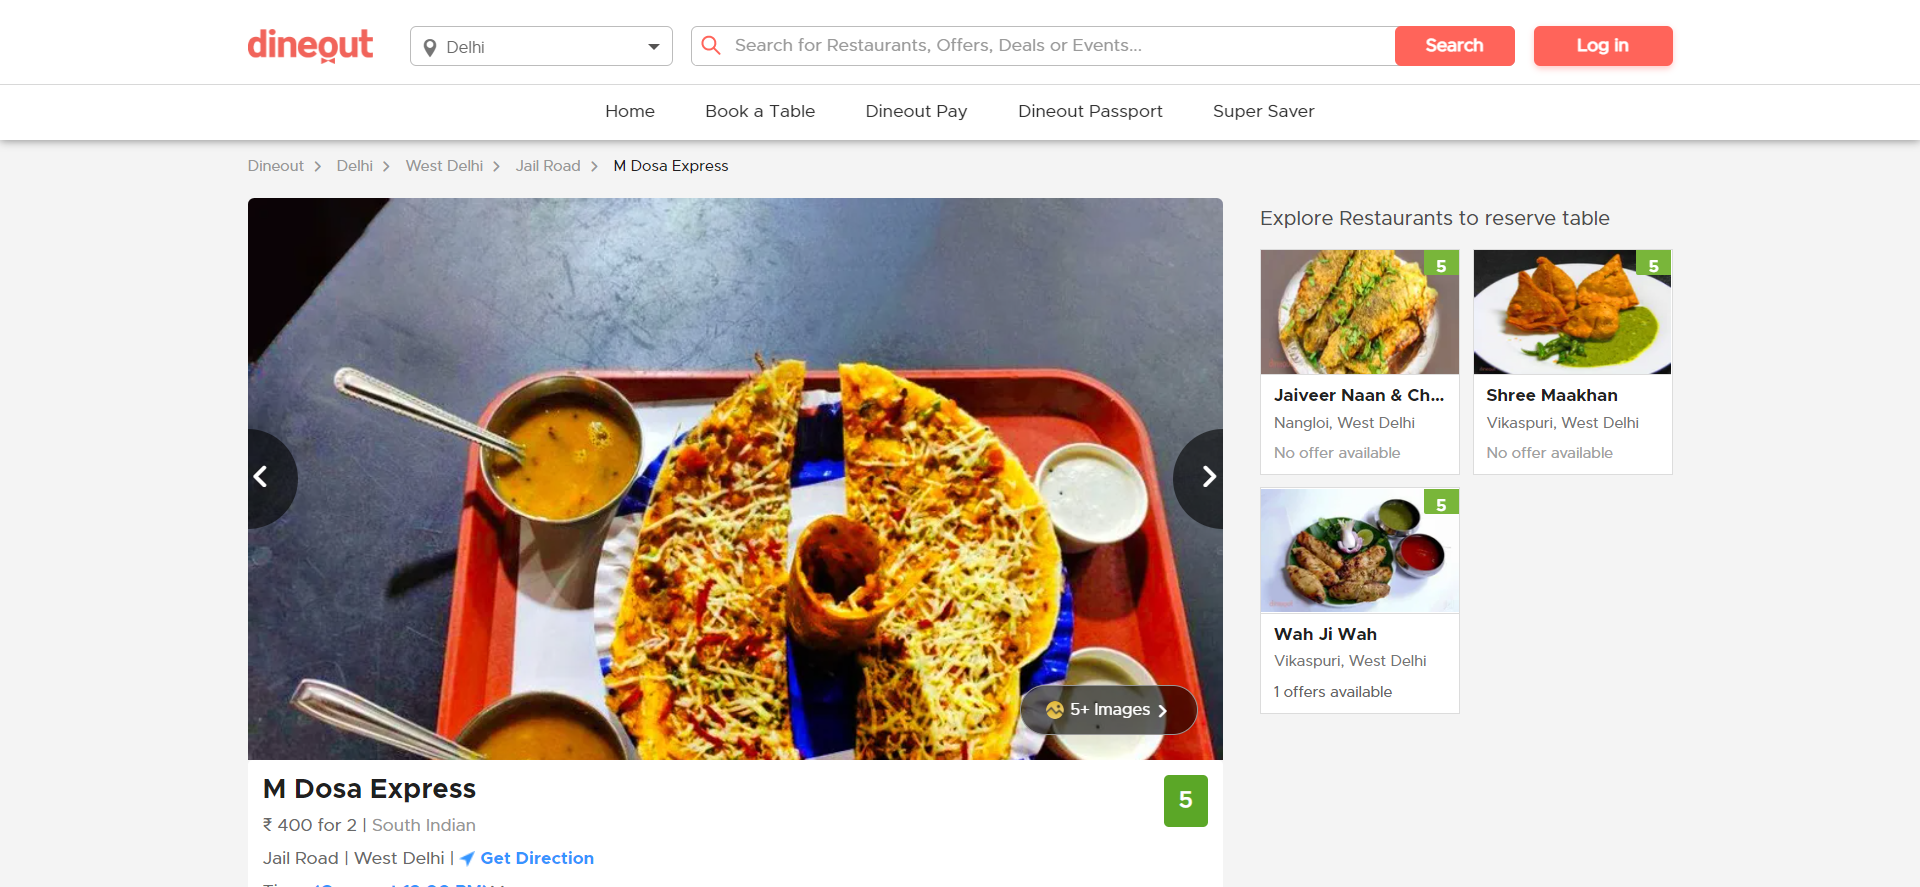 dineout
Delhi
Search for Restaurants, Offers, Deals or Events...
Search
Log in
Home
Book a Table
Dineout Pay
Dineout Passport
Super Saver
Dineout
Delhi
West Delhi
Jail Road
M Dosa Express
5+ Images
M Dosa Express
5
₹ 400 for 2 | South Indian
Jail Road | West Delhi | Get Direction
Explore Restaurants to reserve table
5
Jaiveer Naan & Ch...
Nangloi, West Delhi
No offer available
5
Shree Maakhan
Vikaspuri, West Delhi
No offer available
5
Wah Ji Wah
Vikaspuri, West Delhi
1 offers available